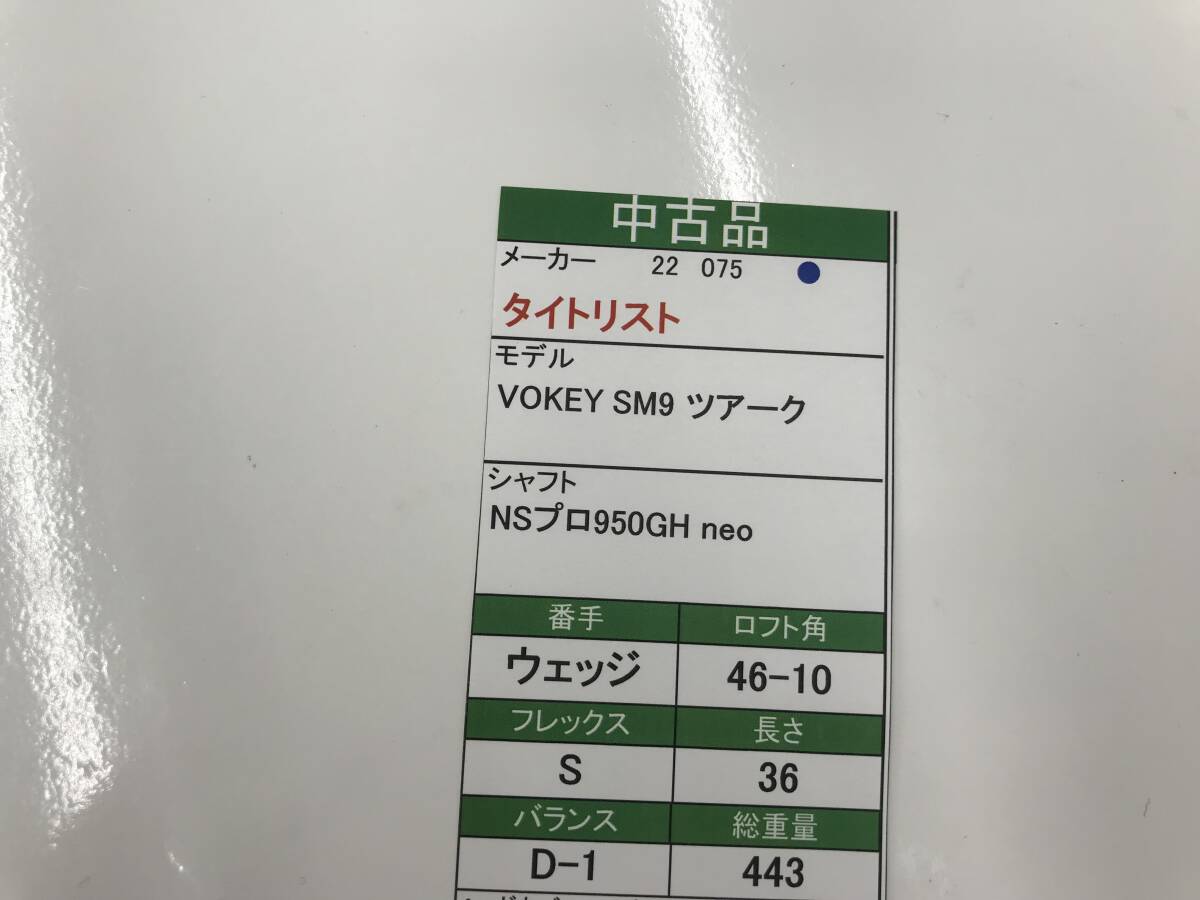 中古品
メーカー 22 075
タイトリスト
モデル
VOKEY SM9 ツアーク
シャフト
NSプロ950GH neo
番手 ロフト角
ウェッジ 46-10
フレックス 長さ
S 36
バランス 総重量
D-1 443